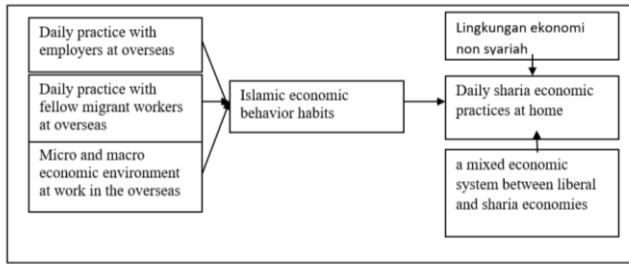 Daily practice with
employers at overseas
Daily practice with
fellow migrant workers
at overseas
Micro and macro
economic environment
at work in the overseas
Islamic economic
behavior habits
Lingkungan ekonomi
non syariah
Daily sharia economic
practices at home
a mixed economic
system between liberal
and sharia economies